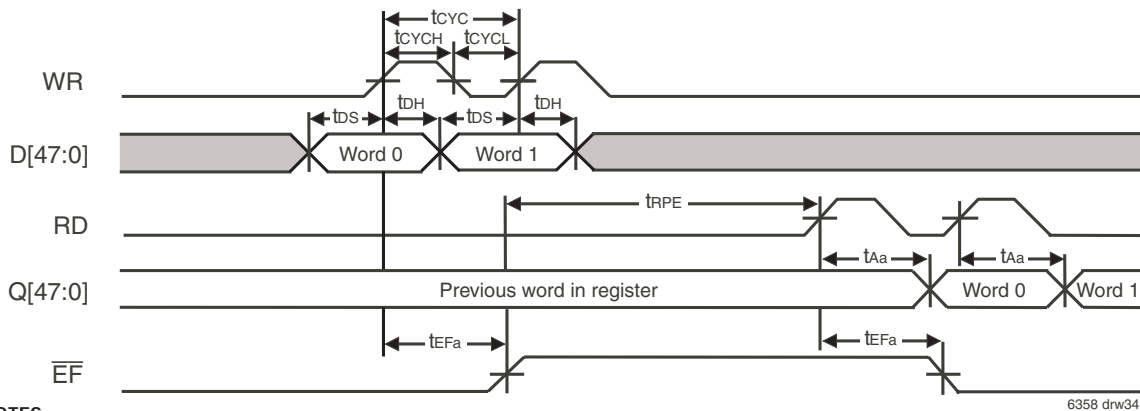 tCYC
tCYCH tCYCL
WR
tDS tDH tDS tDH
D[47:0] Word 0 Word 1
tRPE
RD
tAa tAa
Q[47:0] Previous word in register Word 0 Word 1
tEFa tEFa
EF
6358 drw34